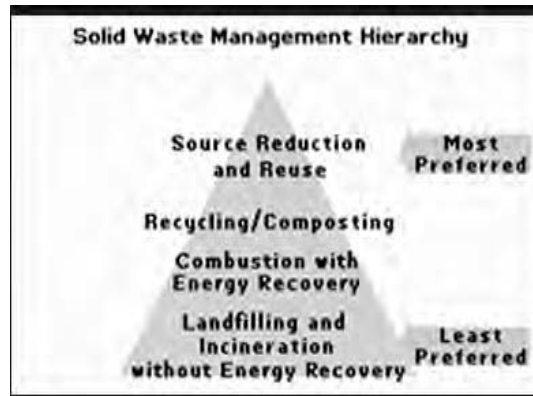 Solid Waste Management Hierarchy
Source Reduction
and Reuse
Most
Preferred
Recycling/Composting
Combustion with
Energy Recovery
Landfilling and
Incineration
without Energy Recovery
Least
Preferred